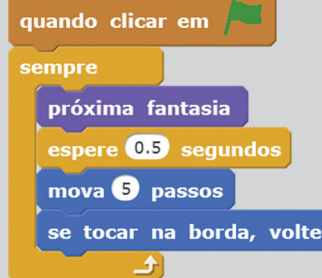 quando clicar em
sempre
próxima fantasia
espere 0.5 segundos
mova 5 passos
se tocar na borda, volte